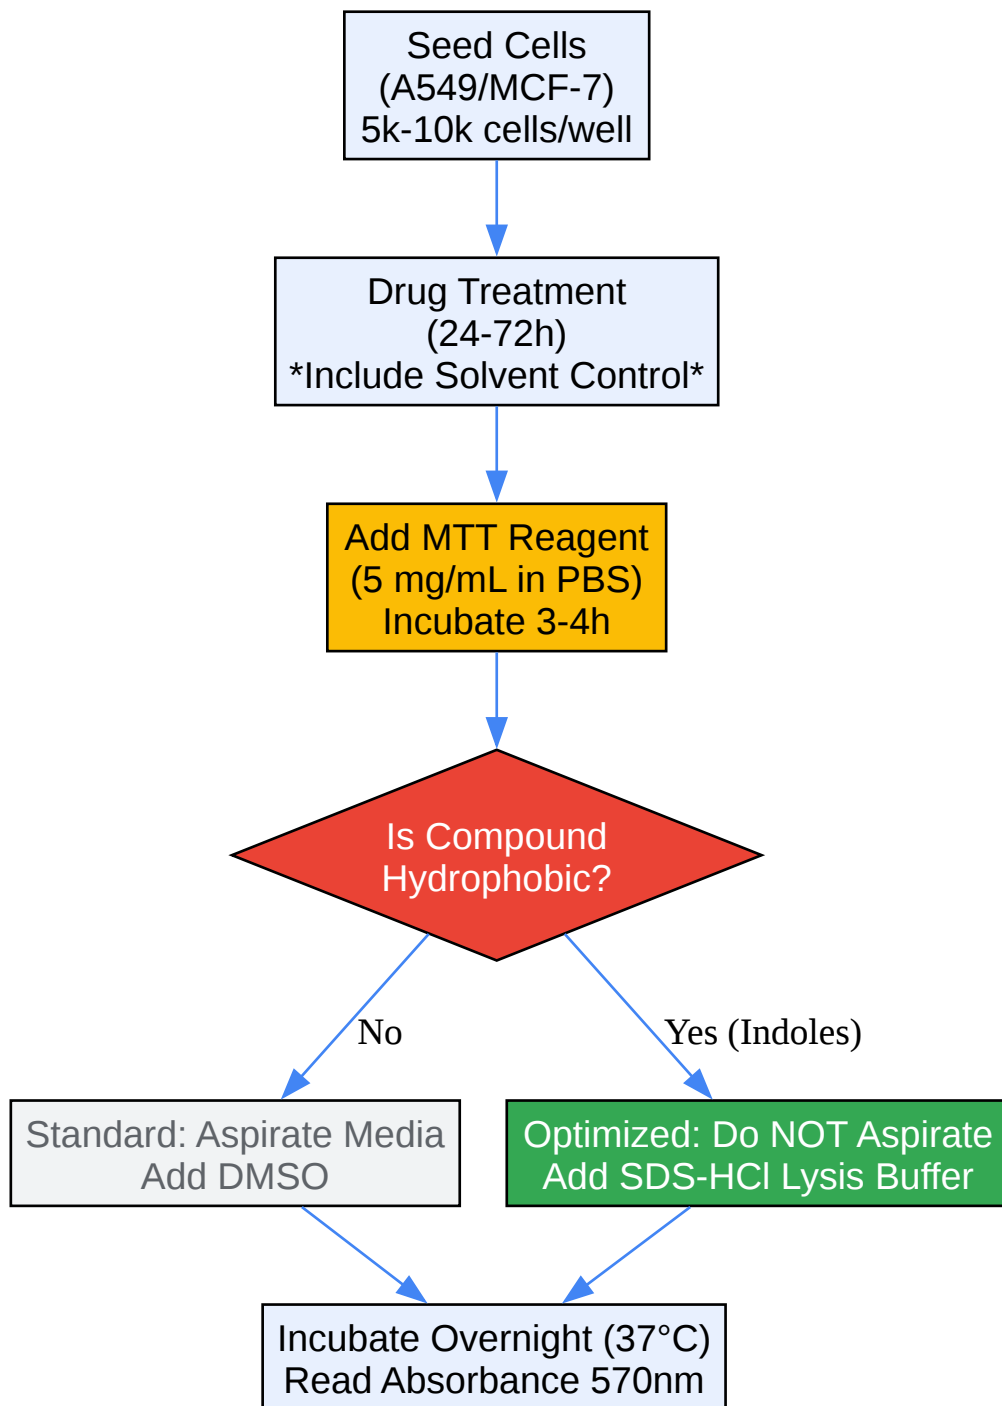 Seed Cells
(A549/MCF-7)
5k-10k cells/well
Drug Treatment
(24-72h)
*Include Solvent Control*
Add MTT Reagent
(5 mg/mL in PBS)
Incubate 3-4h
Is Compound
Hydrophobic?
No
Yes (Indoles)
Standard: Aspirate Media
Add DMSO
Optimized: Do NOT Aspirate
Add SDS-HCl Lysis Buffer
Incubate Overnight (37°C)
Read Absorbance 570nm